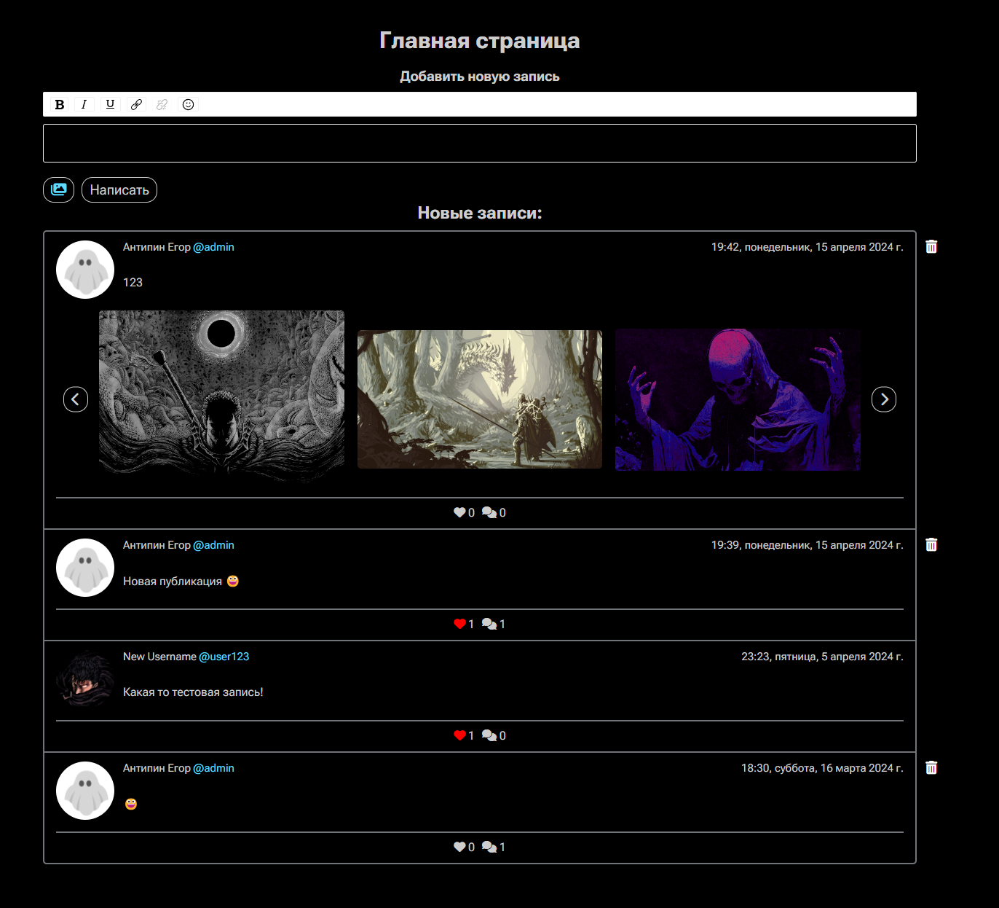 Главная страница
Добавить новую запись
B I U
Написать
Новые записи:
Антипин Егор @admin 19:42, понедельник, 15 апреля 2024 г.
123
0 0
Антипин Егор @admin 19:39, понедельник, 15 апреля 2024 г.
Новая публикация 😀
1 1
New Username @user123 23:23, пятница, 5 апреля 2024 г.
Какая то тестовая запись!
1 0
Антипин Егор @admin 18:30, суббота, 16 марта 2024 г.
😀
0 1